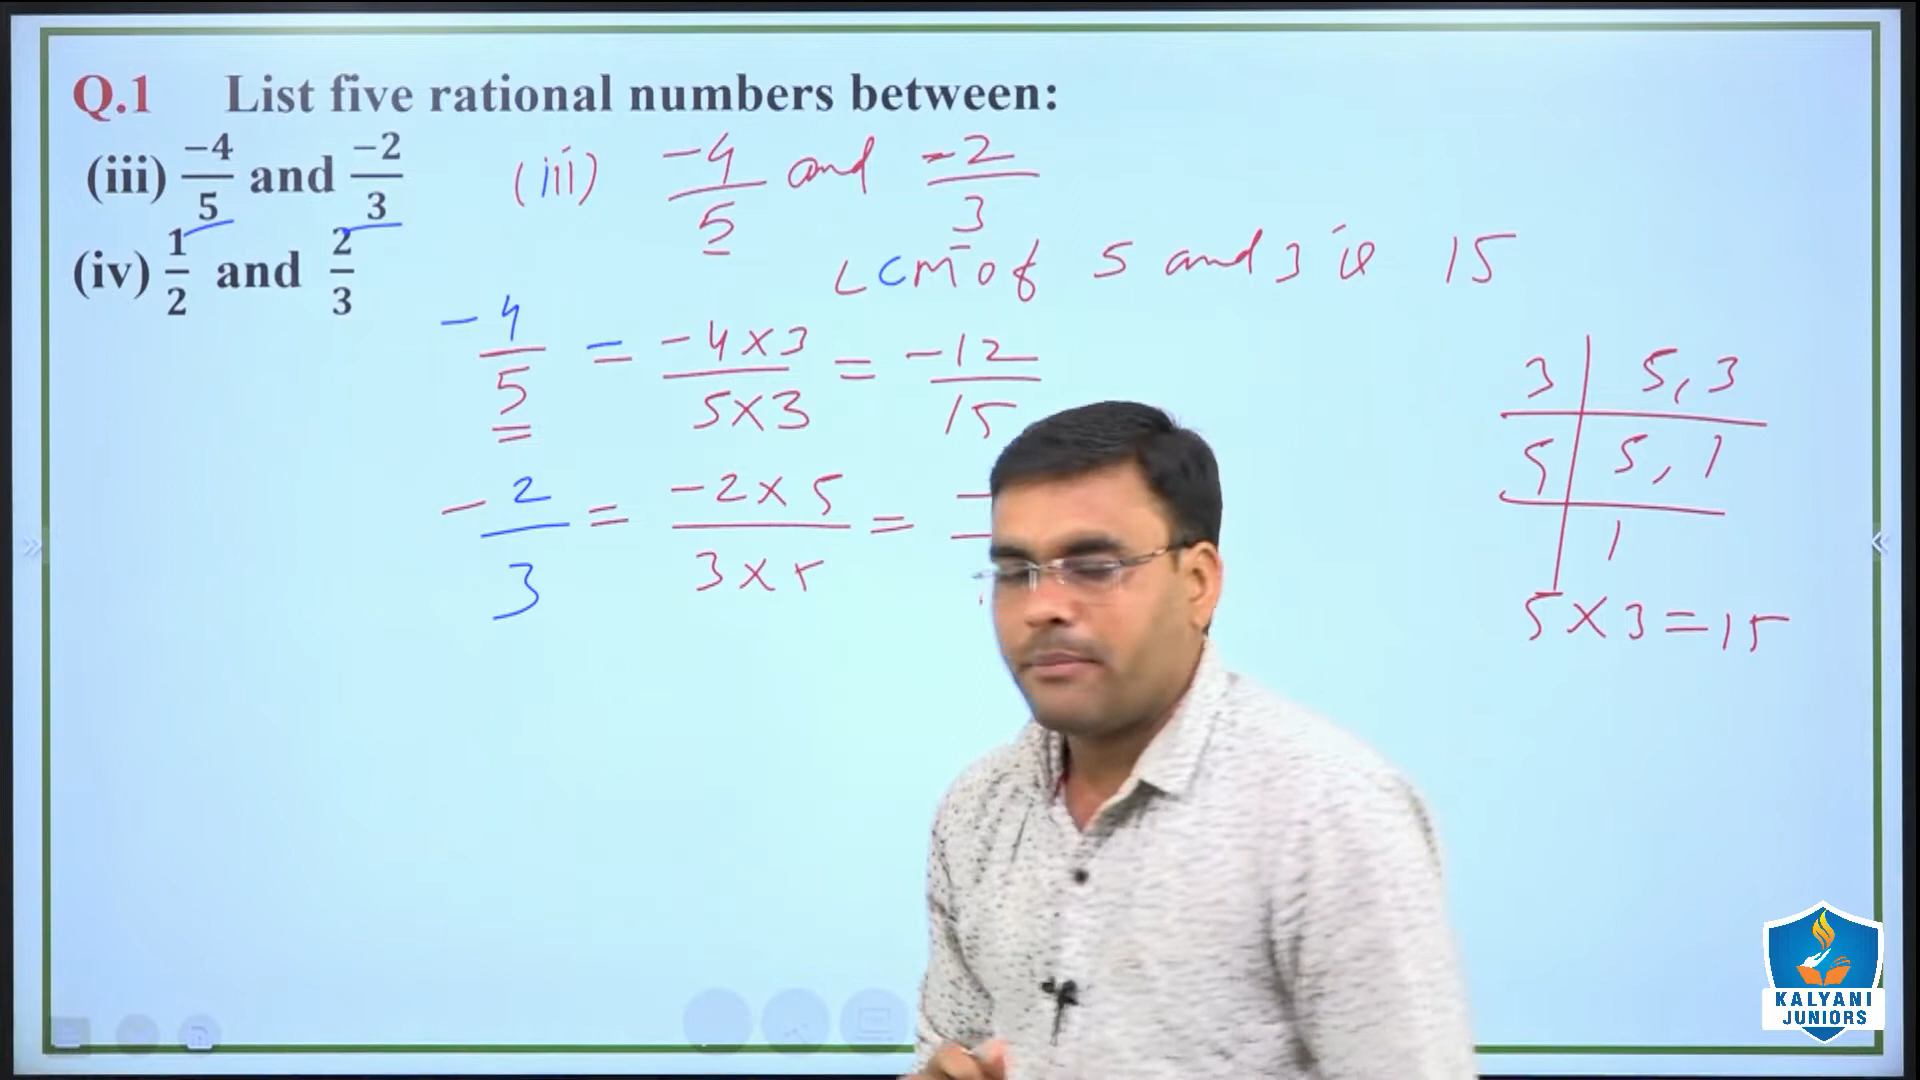 Q.1 List five rational numbers between:
(iii) -4/5 and -2/3
(iv) 1/2 and 2/3
(iii) -4/5 and -2/3
LCM of 5 and 3 is 15
-4/5 = -4×3/5×3 = -12/15
-2/3 = -2×5/3×5 =
3 | 5, 3
5 | 5, 1
1
5×3=15
KALYANI
JUNIORS